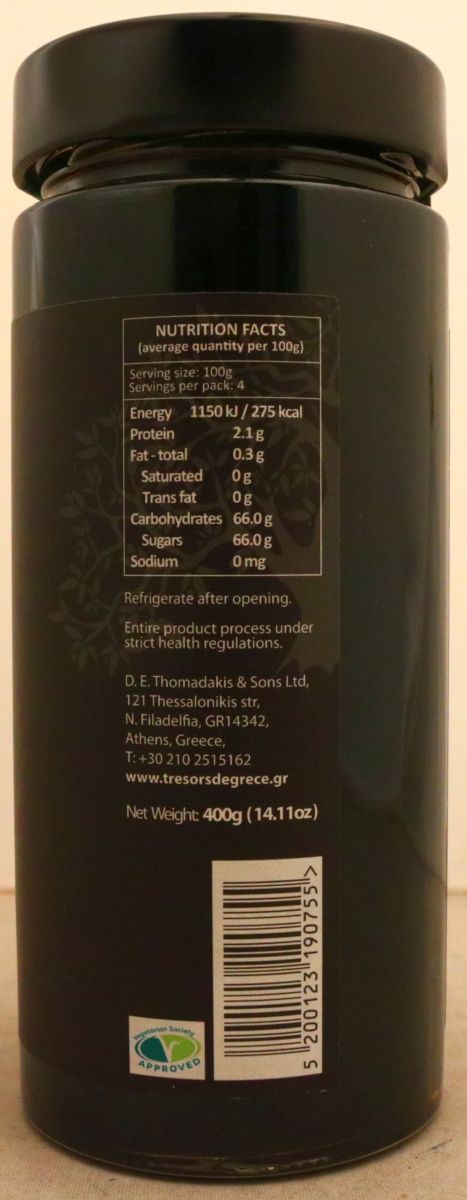 NUTRITION FACTS
(average quantity per 100g)
Serving size: 100g
Servings per pack: 4
Energy 1150 kJ / 275 kcal
Protein 2.1 g
Fat - total 0.3 g
Saturated 0 g
Trans fat 0 g
Carbohydrates 66.0 g
Sugars 66.0 g
Sodium 0 mg
Refrigerate after opening.
Entire product process under
strict health regulations.
D. E. Thomadakis & Sons Ltd,
121 Thessalonikis str,
N. Filadelfia, GR14342,
Athens, Greece,
T: +30 210 2515162
www.tresorsdegrece.gr
Net Weight: 400g (14.11oz)
5 200123 190755 >
Vegetarian Society
APPROVED